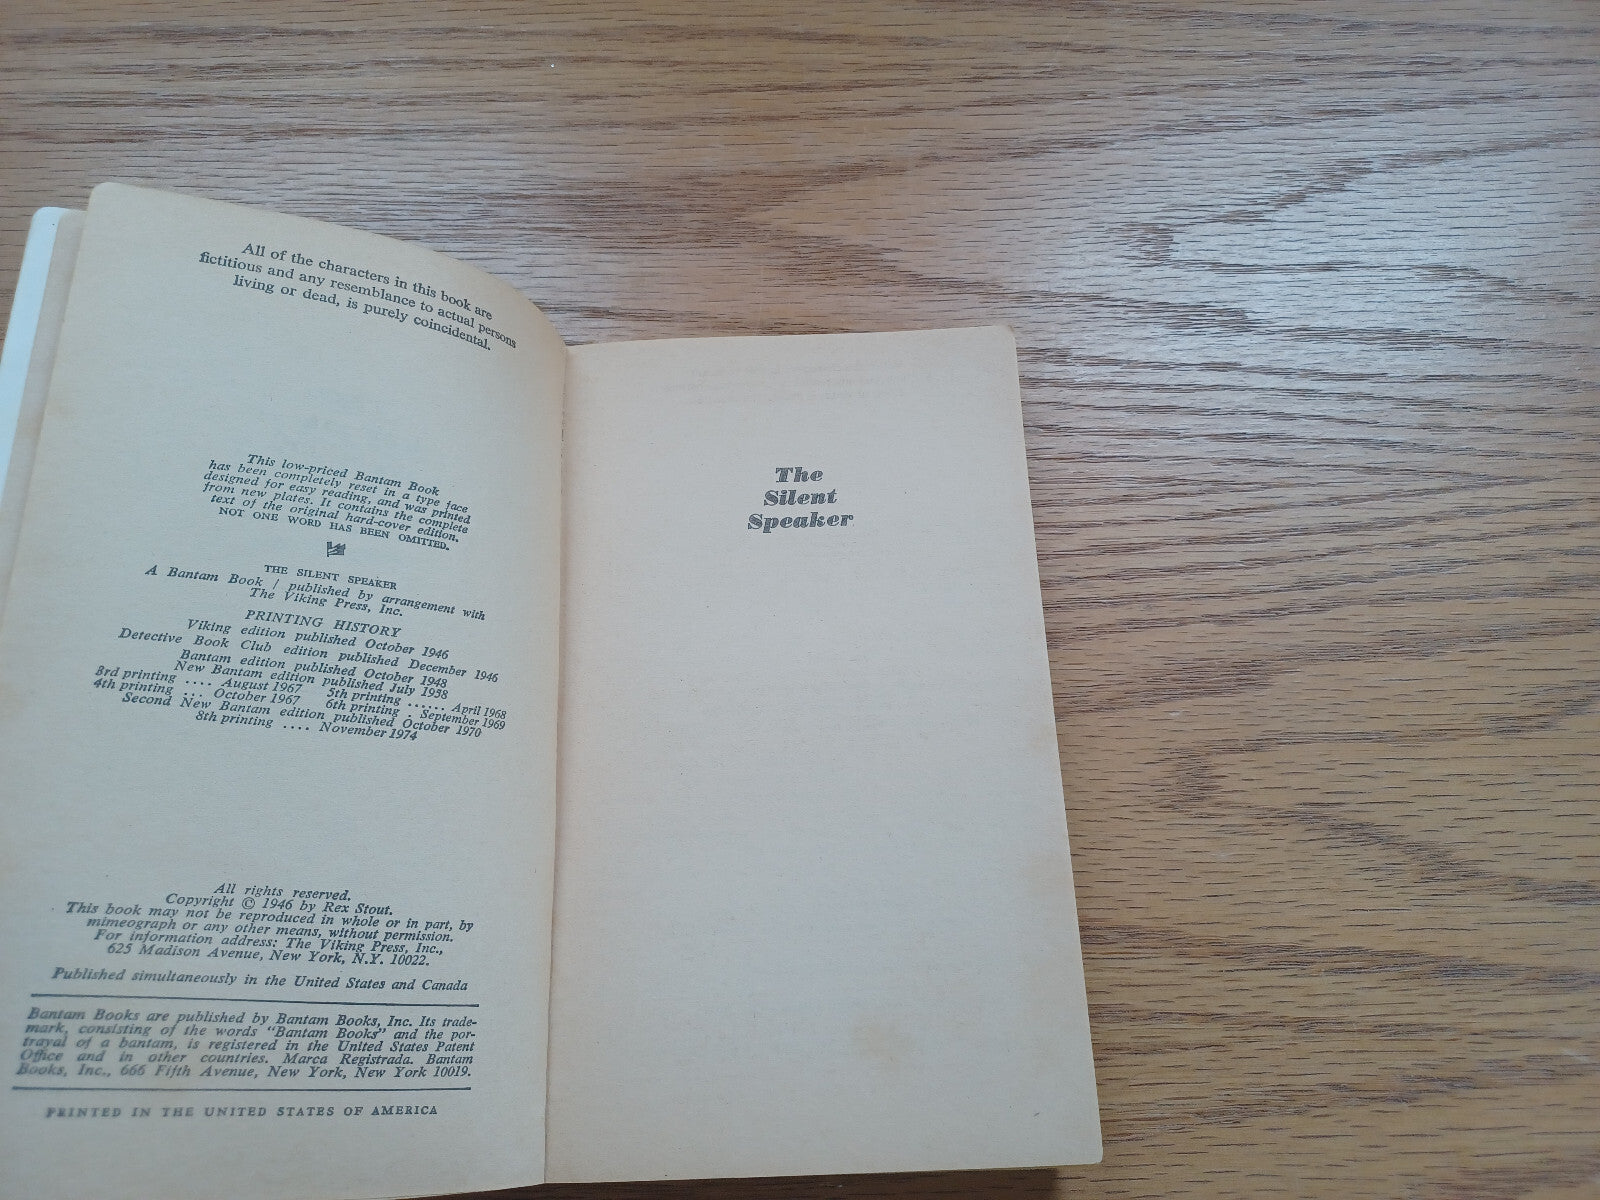 All of the characters in this book are
fictitious and any resemblance to actual persons
living or dead, is purely coincidental.
This low-priced Bantam Book
has been completely reset in a type face
designed for easy reading, and was printed
from new plates. It contains the complete
text of the original hard-cover edition.
NOT ONE WORD HAS BEEN OMITTED.
THE SILENT SPEAKER
A Bantam Book / published by arrangement with
The Viking Press, Inc.
PRINTING HISTORY
Viking edition published October 1946
Detective Book Club edition published December 1946
Bantam edition published October 1948
New Bantam edition published July 1958
3rd printing .... August 1967 5th printing ...... April 1968
4th printing ... October 1967 6th printing . September 1969
Second New Bantam edition published October 1970
8th printing .... November 1974
All rights reserved.
Copyright © 1946 by Rex Stout.
This book may not be reproduced in whole or in part, by
mimeograph or any other means, without permission.
For information address: The Viking Press, Inc.,
625 Madison Avenue, New York, N.Y. 10022.
Published simultaneously in the United States and Canada
Bantam Books are published by Bantam Books, Inc. Its trade-
mark, consisting of the words "Bantam Books" and the por-
trayal of a bantam, is registered in the United States Patent
Office and in other countries. Marca Registrada. Bantam
Books, Inc., 666 Fifth Avenue, New York, New York 10019.
PRINTED IN THE UNITED STATES OF AMERICA
The
Silent
Speaker